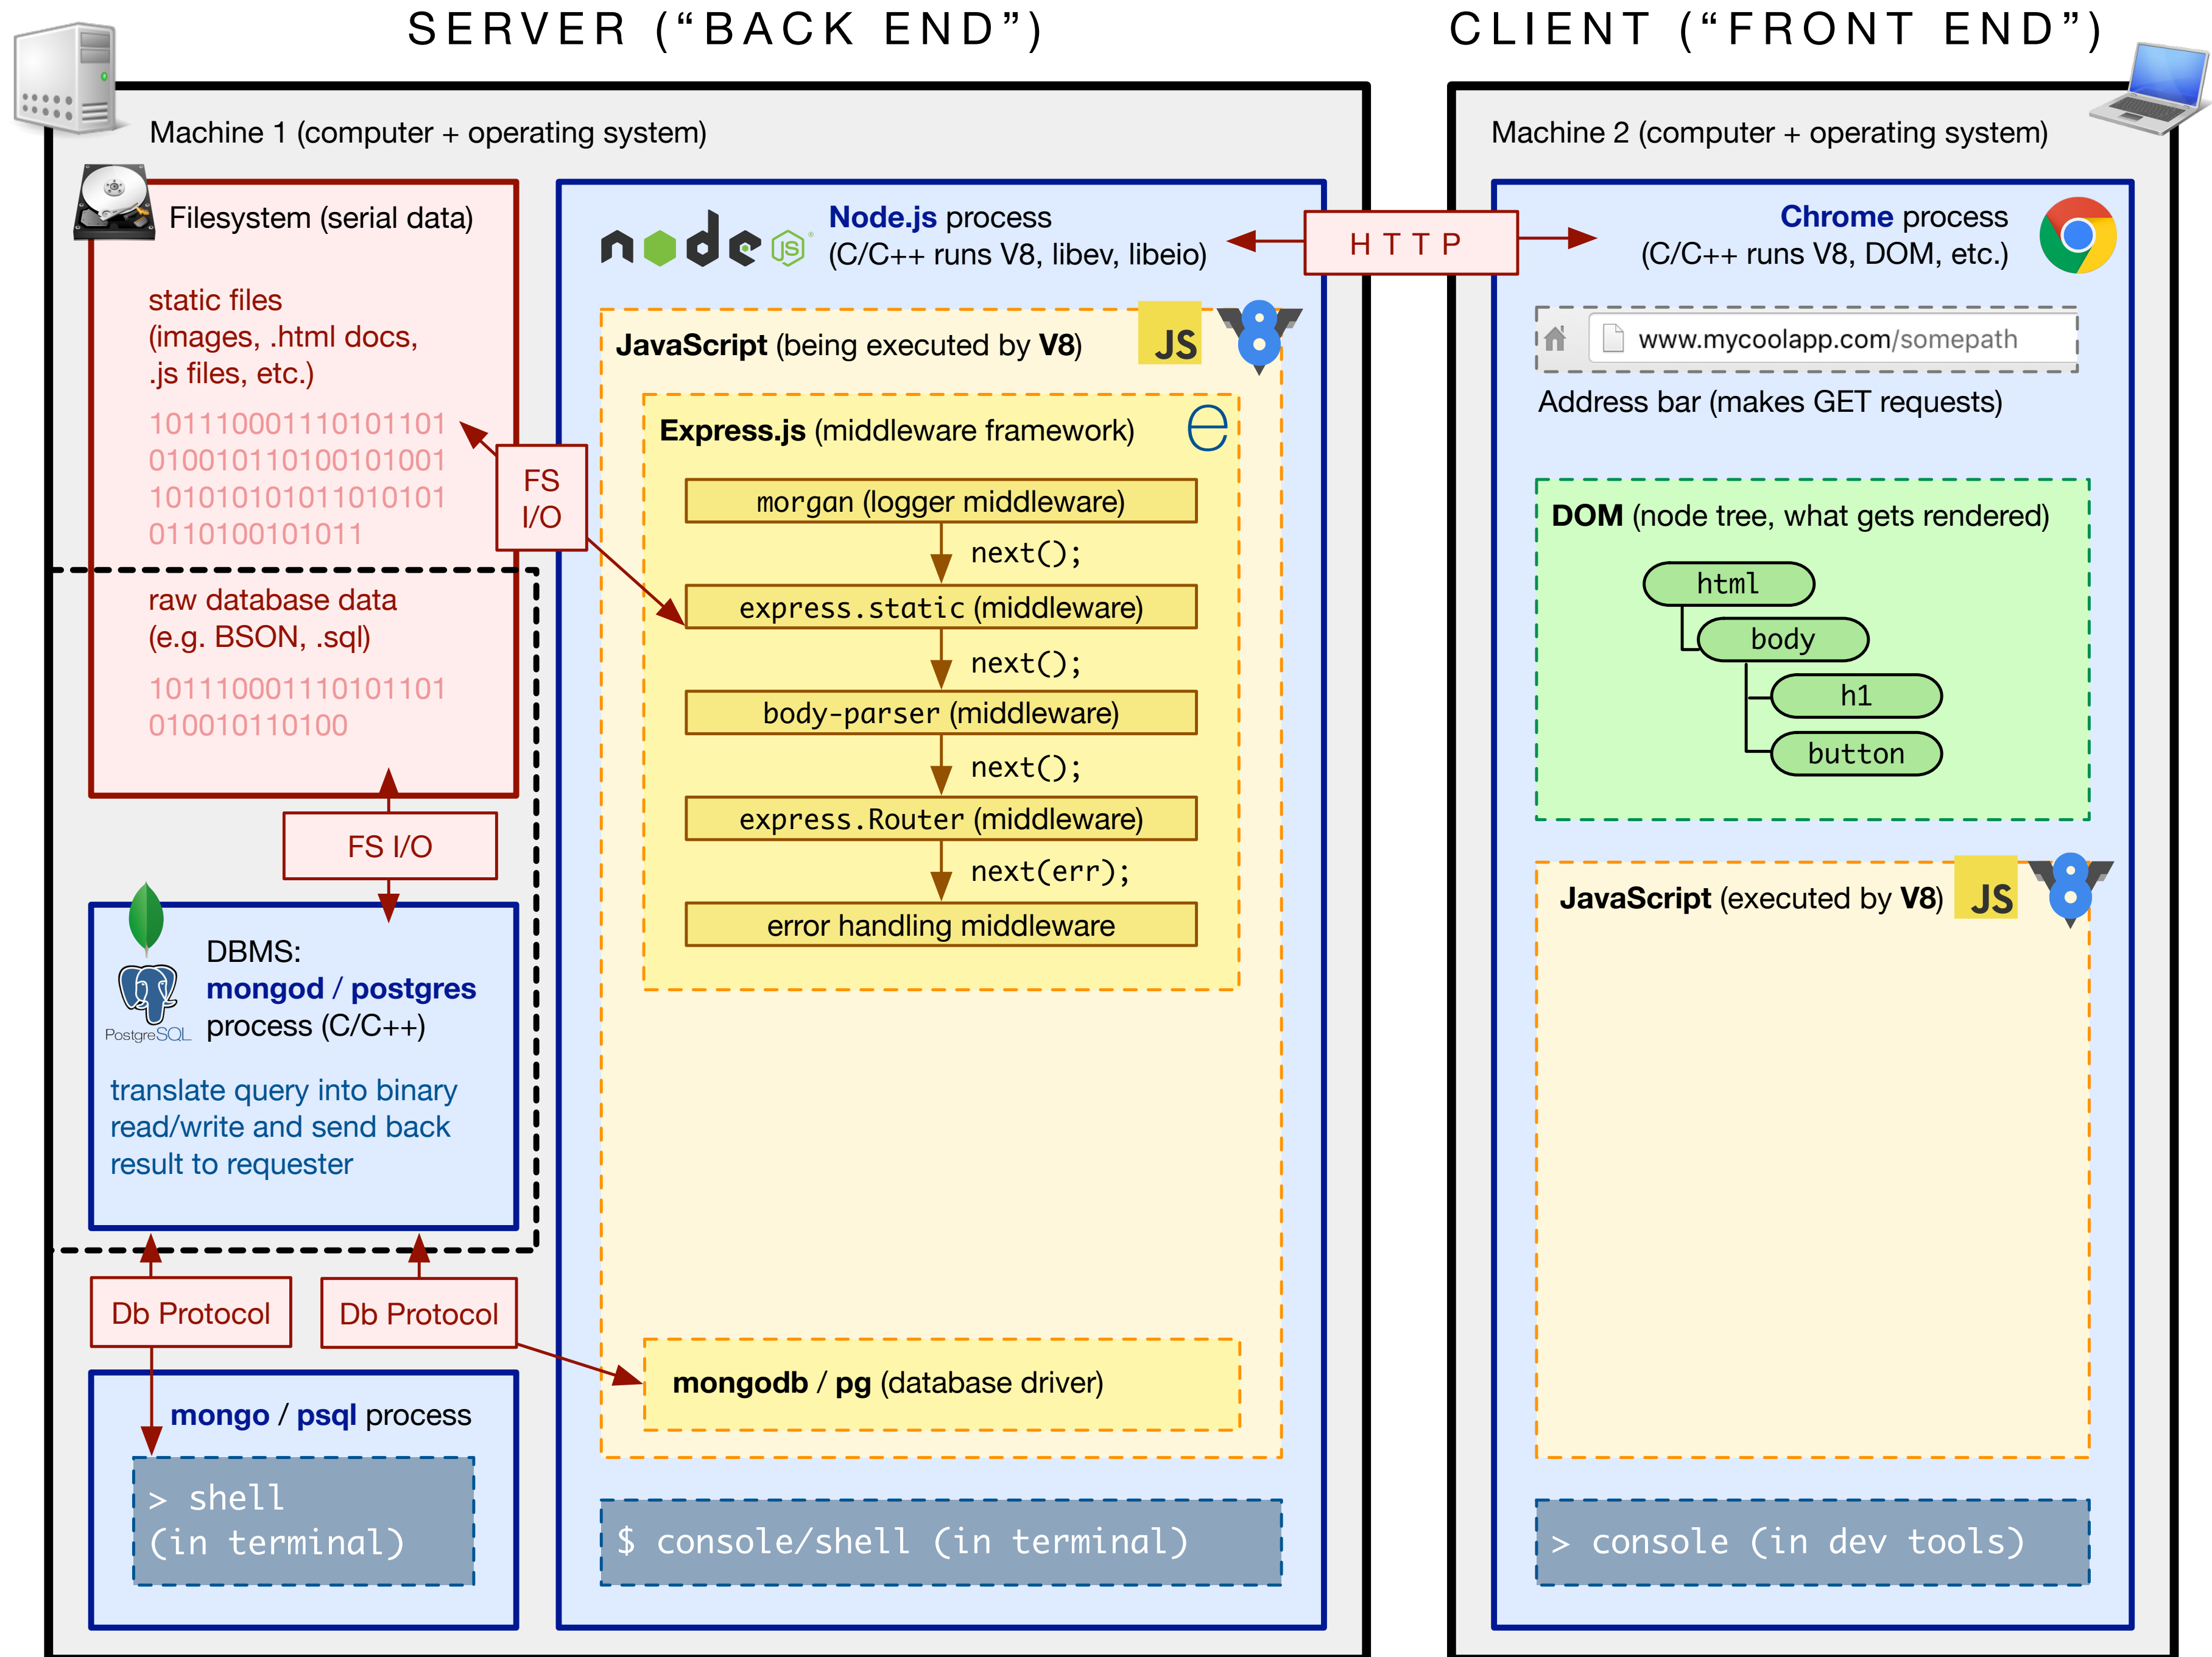 SERVER (“BACK END”)
Machine 1 (computer + operating system)
Filesystem (serial data)
static files
(images, .html docs,
.js files, etc.)
101110001110101101
010010110100101001
101010101011010101
0110100101011
FS
I/O
raw database data
(e.g. BSON, .sql)
101110001110101101
010010110100
FS I/O
DBMS:
mongod / postgres
process (C/C++)
PostgreSQL
translate query into binary
read/write and send back
result to requester
Db Protocol
Db Protocol
mongo / psql process
> shell
(in terminal)
node JS
Node.js process
(C/C++ runs V8, libev, libeio)
JavaScript (being executed by V8)
JS
8
Express.js (middleware framework)
e
morgan (logger middleware)
next();
express.static (middleware)
next();
body-parser (middleware)
next();
express.Router (middleware)
next(err);
error handling middleware
mongodb / pg (database driver)
$ console/shell (in terminal)
HTTP
CLIENT (“FRONT END”)
Machine 2 (computer + operating system)
Chrome process
(C/C++ runs V8, DOM, etc.)
www.mycoolapp.com/somepath
Address bar (makes GET requests)
DOM (node tree, what gets rendered)
html
body
h1
button
JavaScript (executed by V8)
JS
8
> console (in dev tools)